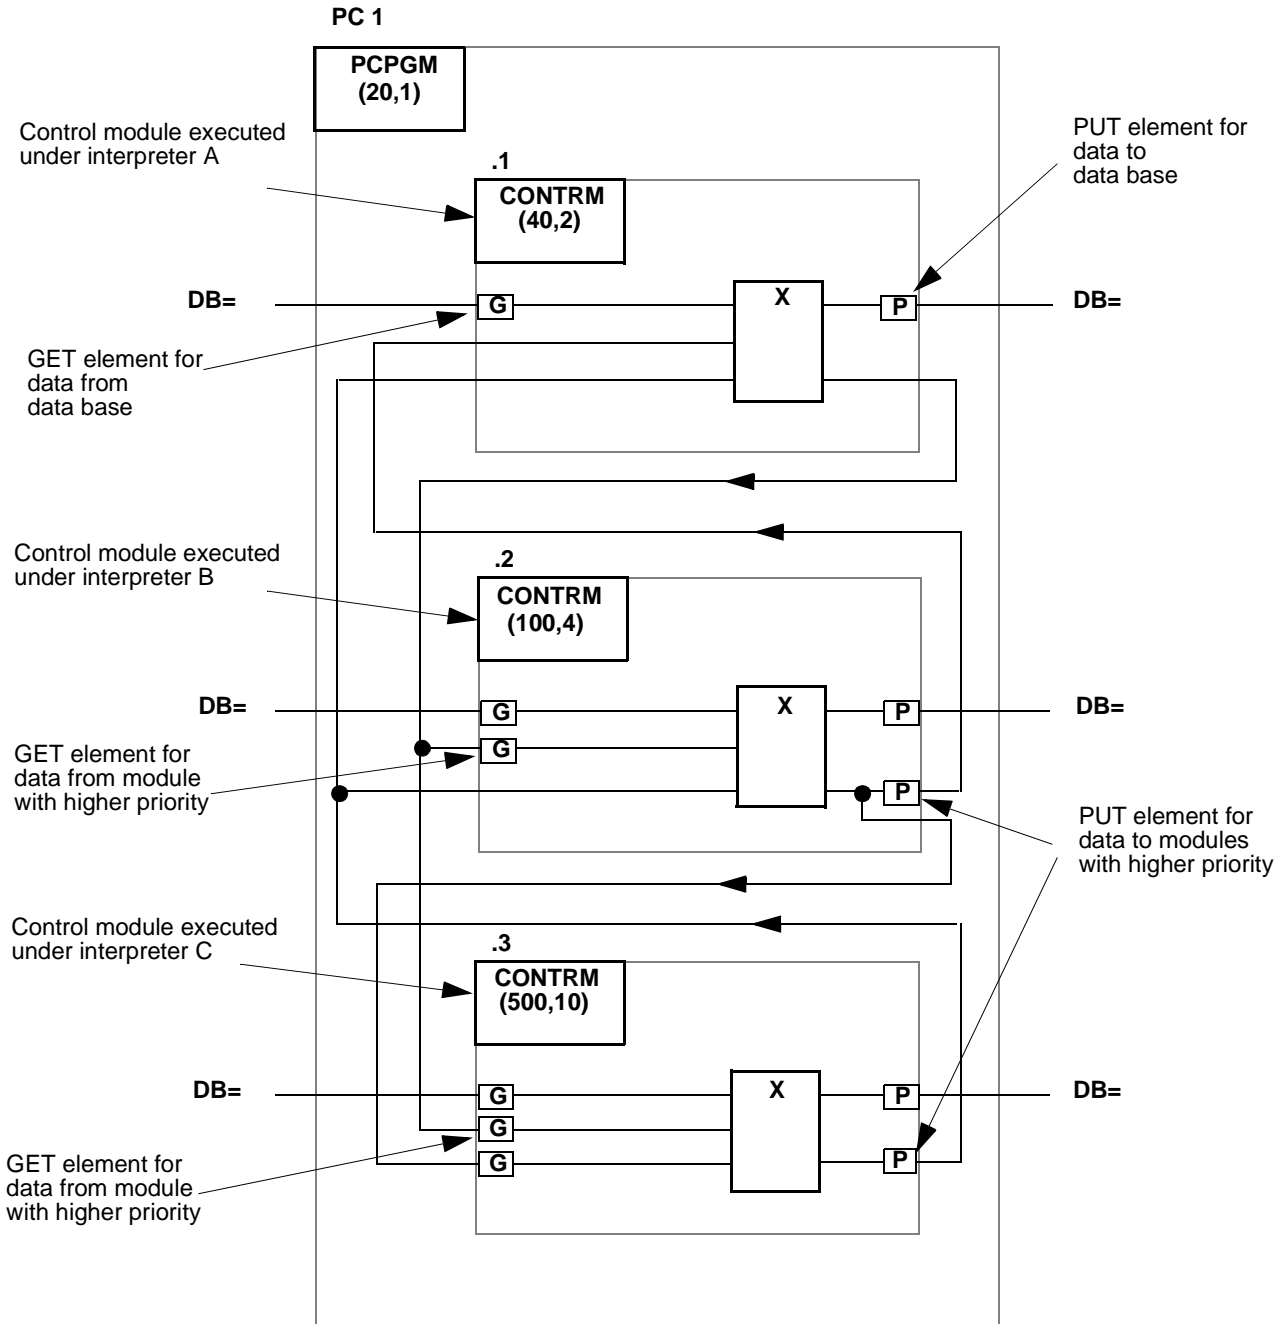 PC 1
PCPGM
(20,1)
Control module executed
under interpreter A
PUT element for
data to
data base
.1
CONTRM
(40,2)
DB=
G
X
P
DB=
GET element for
data from
data base
Control module executed
under interpreter B
.2
CONTRM
(100,4)
DB=
G
X
P
DB=
G
GET element for
data from module
with higher priority
P
PUT element for
data to modules
with higher priority
Control module executed
under interpreter C
.3
CONTRM
(500,10)
DB=
G
X
P
DB=
G
G
P
GET element for
data from module
with higher priority